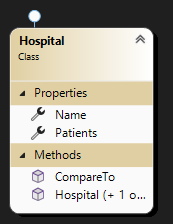 Hospital
Class
Properties
Name
Patients
Methods
CompareTo
Hospital (+ 1 o...